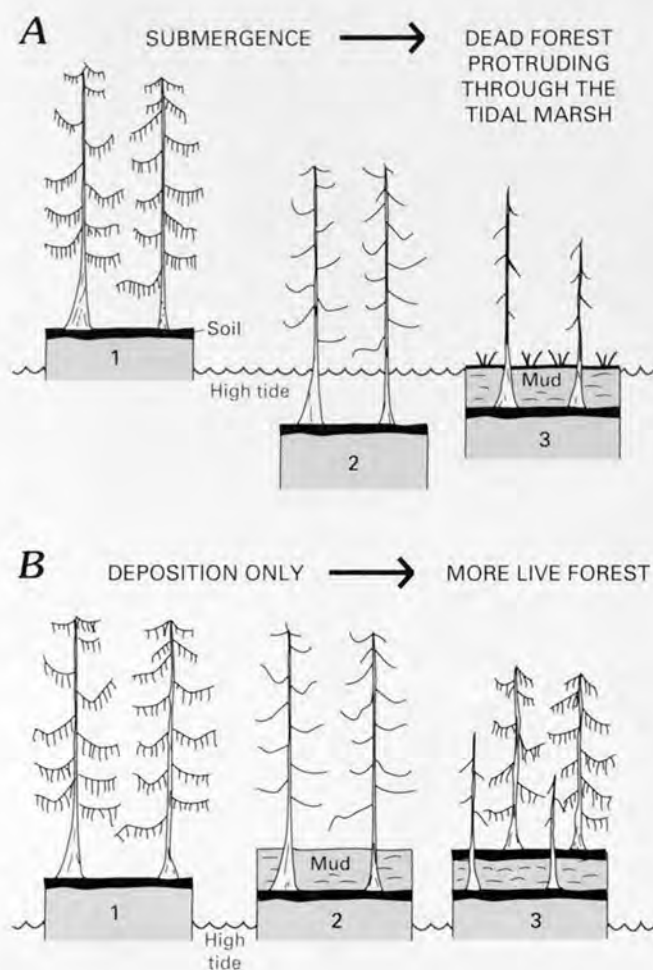 A
SUBMERGENCE
DEAD FOREST
PROTRUDING
THROUGH THE
TIDAL MARSH
Soil
1
High tide
2
Mud
3
B
DEPOSITION ONLY
MORE LIVE FOREST
1
High
tide
Mud
2
3